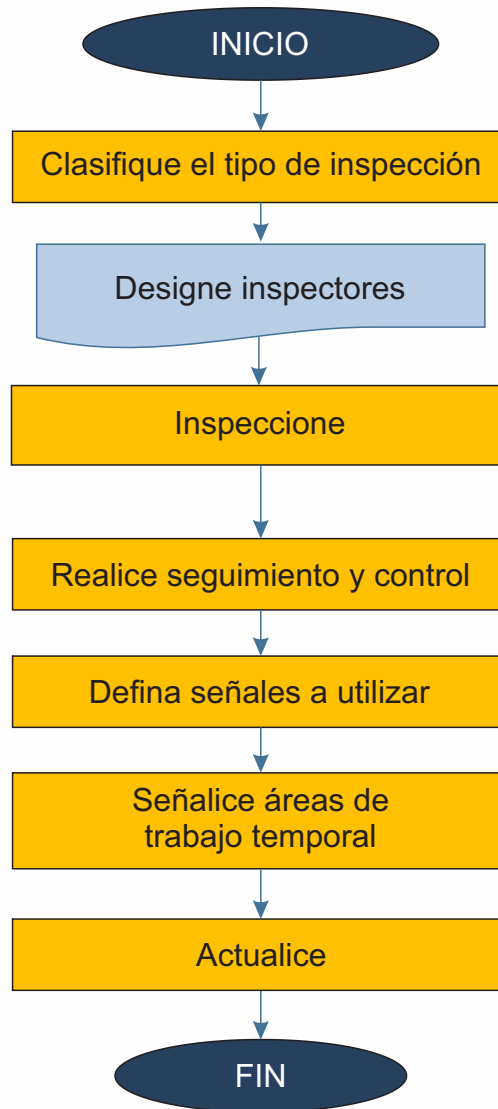 INICIO
Clasifique el tipo de inspección
Designe inspectores
Inspeccione
Realice seguimiento y control
Defina señales a utilizar
Señalice áreas de
trabajo temporal
Actualice
FIN